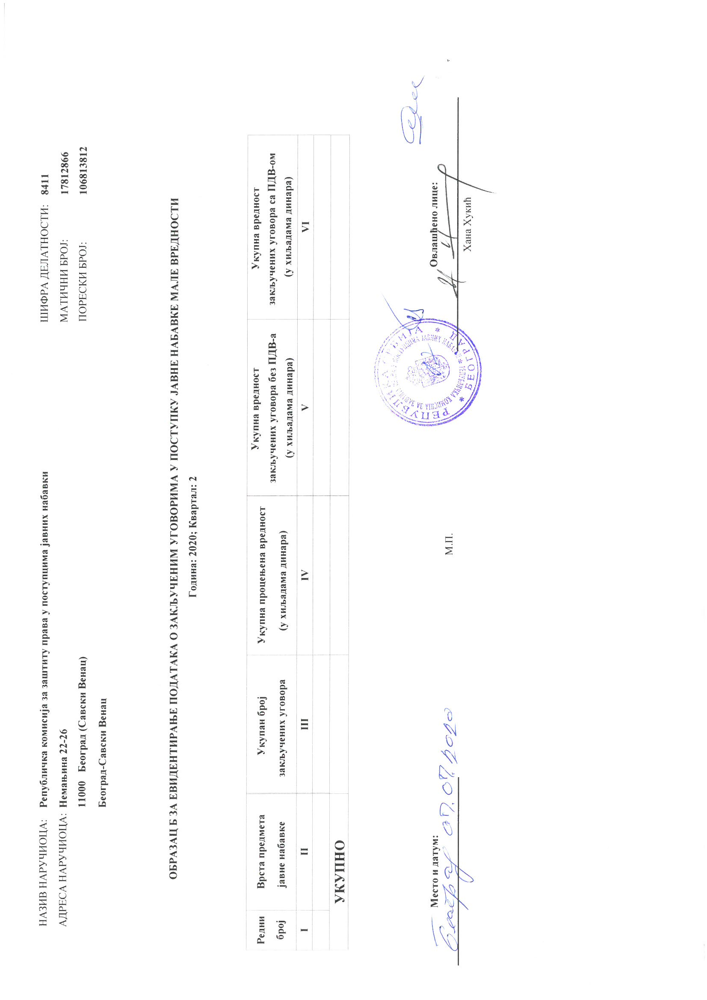 НАЗИВ НАРУЧИОЦА: Републичка комисија за заштиту права у поступцима јавних набавки ШИФРА ДЕЛАТНОСТИ: 8411
АДРЕСА НАРУЧИОЦА: Немањина 22-26 МАТИЧНИ БРОЈ: 17812866
11000 Београд (Савски Венац) ПОРЕСКИ БРОЈ: 106813812
Београд-Савски Венац
ОБРАЗАЦ Б ЗА ЕВИДЕНТИРАЊЕ ПОДАТАКА О ЗАКЉУЧЕНИМ УГОВОРИМА У ПОСТУПКУ ЈАВНЕ НАБАВКЕ МАЛЕ ВРЕДНОСТИ
Година: 2020; Квартал: 2
Редни број
Врста предмета јавне набавке
Укупан број закључених уговора
Укупна процењена вредност (у хиљадама динара)
Укупна вредност закључених уговора без ПДВ-а (у хиљадама динара)
Укупна вредност закључених уговора са ПДВ-ом (у хиљадама динара)
I II III IV V VI
УКУПНО
Место и датум:
Београд 07.07.2020
М.П.
РЕПУБЛИКА СРБИЈА * БЕОГРАД *
РЕПУБЛИЧКА КОМИСИЈА ЗА ЗАШТИТУ ПРАВА У ПОСТУПЦИМА ЈАВНИХ НАБАВКИ
Овлашћено лице:
Хана Хукић